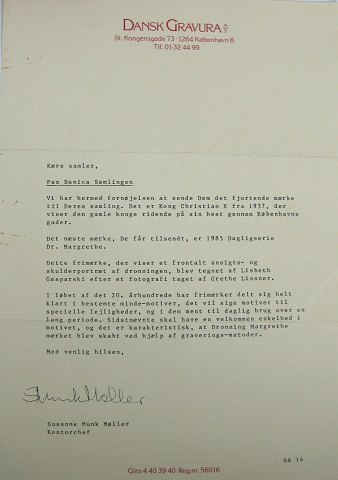 DANSK GRAVURA A/S
St. Kongensgade 73 · 1264 København K
Tlf. 01-32 44 99
Kære samler,
Pax Danica Samlingen
Vi har hermed fornøjelsen at sende Dem det fjortende mærke
til Deres samling. Det er Kong Christian X fra 1937, der
viser den gamle konge ridende på sin hest gennem Københavns
gader.
Det næste mærke, De får tilsendt, er 1985 Dagligserie
Dr. Margrethe.
Dette frimærke, der viser et frontalt ansigts- og
skulderportræt af dronningen, blev tegnet af Lisbeth
Gasparski efter et fotografi taget af Grethe Lissner.
I løbet af det 20. århundrede har frimærker delt sig helt
klart i bestemte minde-motiver, det vil sige motiver til
specielle lejligheder, og i dem ment til daglig brug over en
lang periode. Sidstnævnte skal have en velkommen enkelhed i
motivet, og det er karakteristisk, at Dronning Margrethe
mærket blev skabt ved hjælp af graverings-metoder.
Med venlig hilsen,
SMunkMøller
Susanne Munk Møller
Kontorchef
DA 14
Giro 4 40 39 40 · Reg.nr. 56016